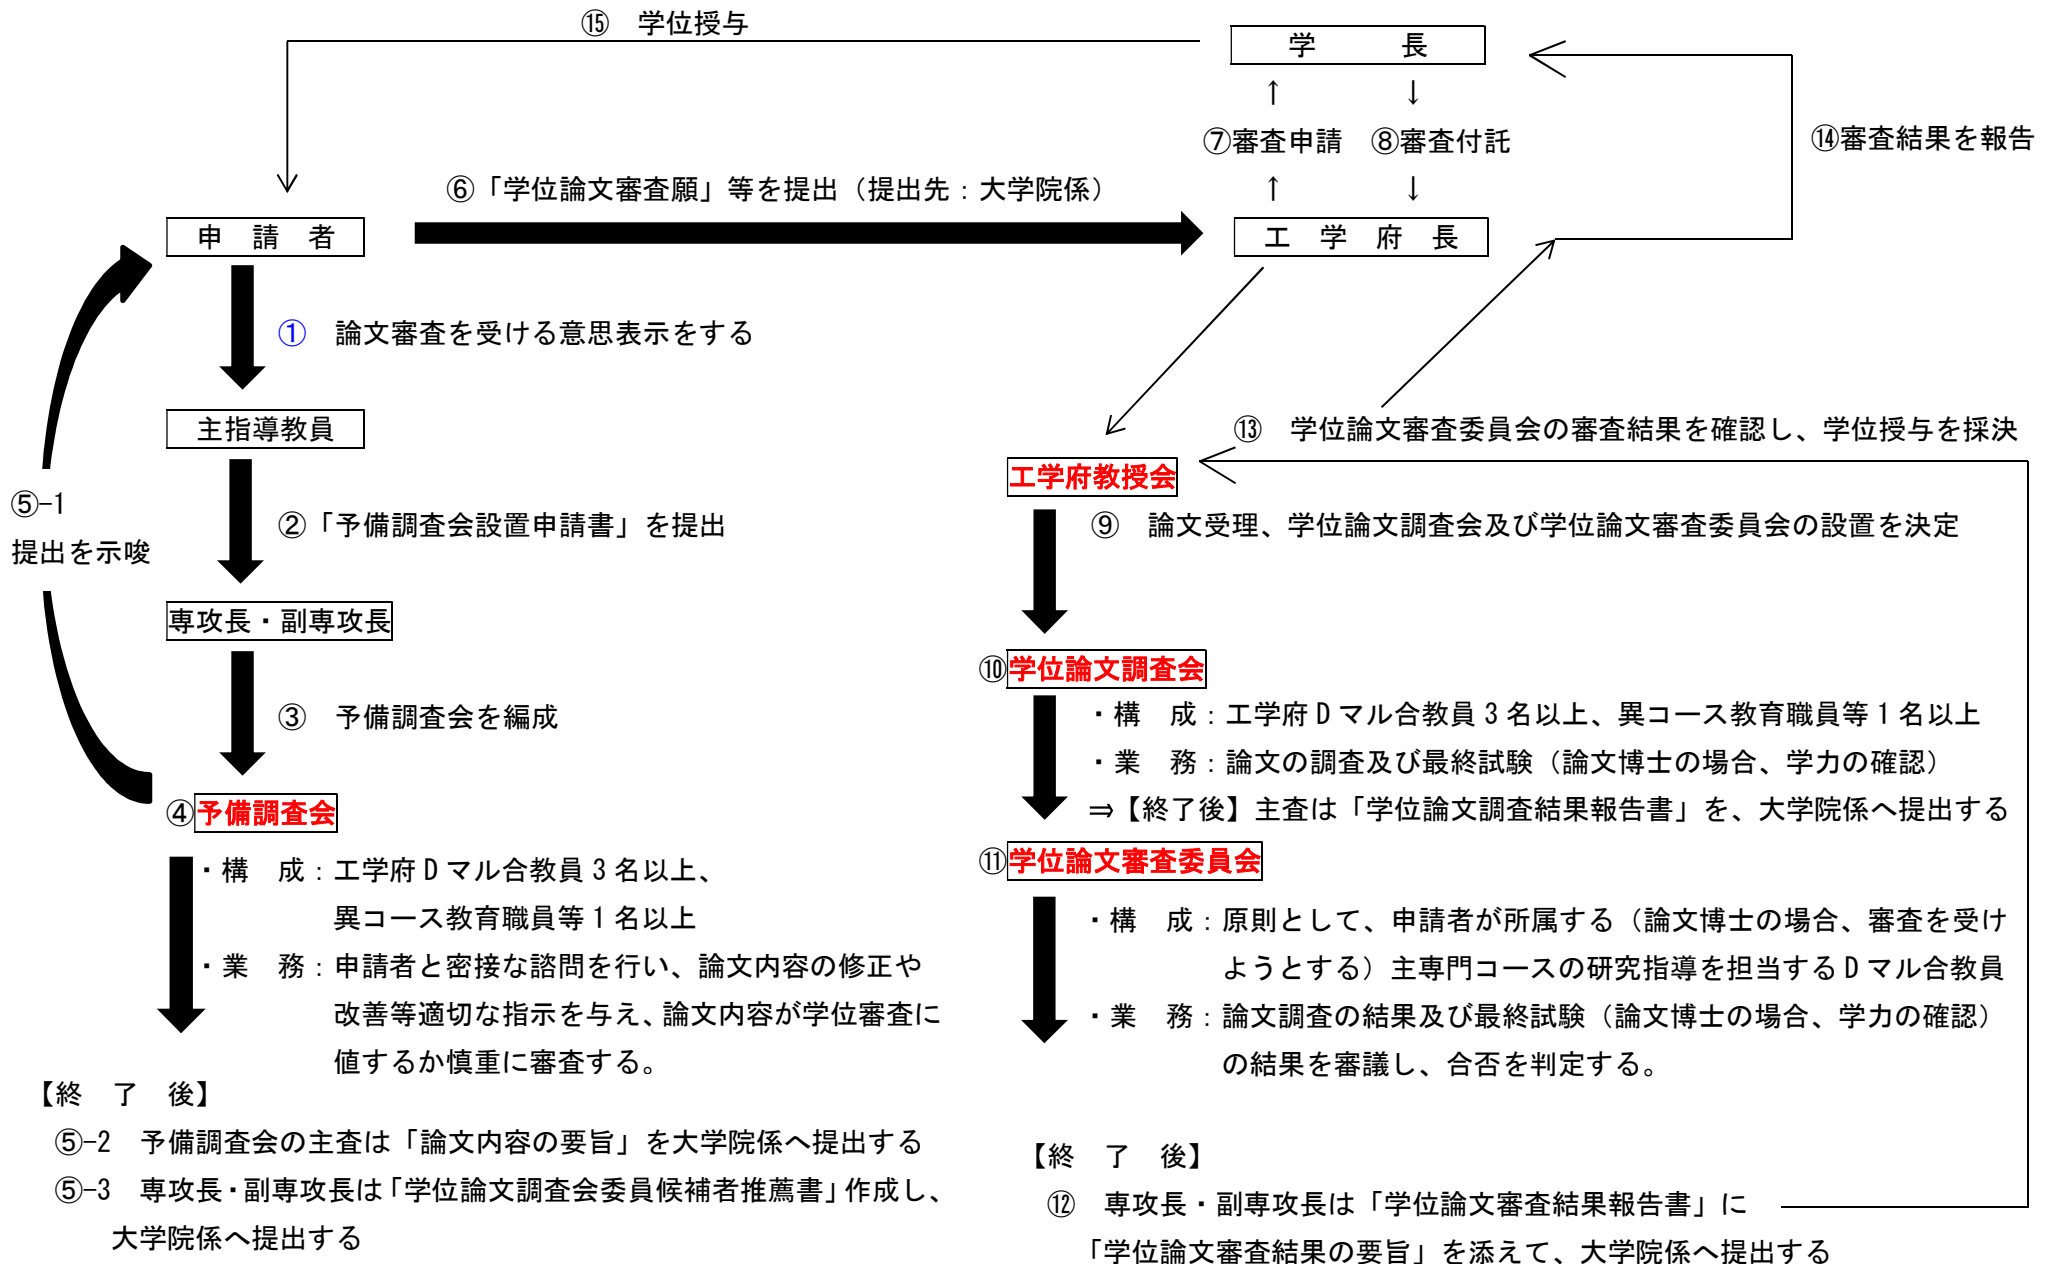 ⑮　学位授与
学　　長
↑　　　　↓
⑦審査申請　⑧審査付託
⑭審査結果を報告
↑　　　　↓
⑥「学位論文審査願」等を提出（提出先：大学院係）
申　請　者
工　学　府　長
①　論文審査を受ける意思表示をする
主指導教員
⑬　学位論文審査委員会の審査結果を確認し、学位授与を採決
工学府教授会
⑤-1
提出を示唆
②「予備調査会設置申請書」を提出
⑨　論文受理、学位論文調査会及び学位論文審査委員会の設置を決定
専攻長・副専攻長
③　予備調査会を編成
④予備調査会
・構　成：工学府Dマル合教員3名以上、
異コース教育職員等1名以上
・業　務：申請者と密接な諮問を行い、論文内容の修正や
改善等適切な指示を与え、論文内容が学位審査に
値するか慎重に審査する。
【終　了　後】
⑤-2　予備調査会の主査は「論文内容の要旨」を大学院係へ提出する
⑤-3　専攻長・副専攻長は「学位論文調査会委員候補者推薦書」作成し、
大学院係へ提出する
⑩学位論文調査会
・構　成：工学府Dマル合教員3名以上、異コース教育職員等1名以上
・業　務：論文の調査及び最終試験（論文博士の場合、学力の確認）
⇒【終了後】主査は「学位論文調査結果報告書」を、大学院係へ提出する
⑪学位論文審査委員会
・構　成：原則として、申請者が所属する（論文博士の場合、審査を受け
ようとする）主専門コースの研究指導を担当するDマル合教員
・業　務：論文調査の結果及び最終試験（論文博士の場合、学力の確認）
の結果を審議し、合否を判定する。
【終　了　後】
⑫　専攻長・副専攻長は「学位論文審査結果報告書」に
「学位論文審査結果の要旨」を添えて、大学院係へ提出する